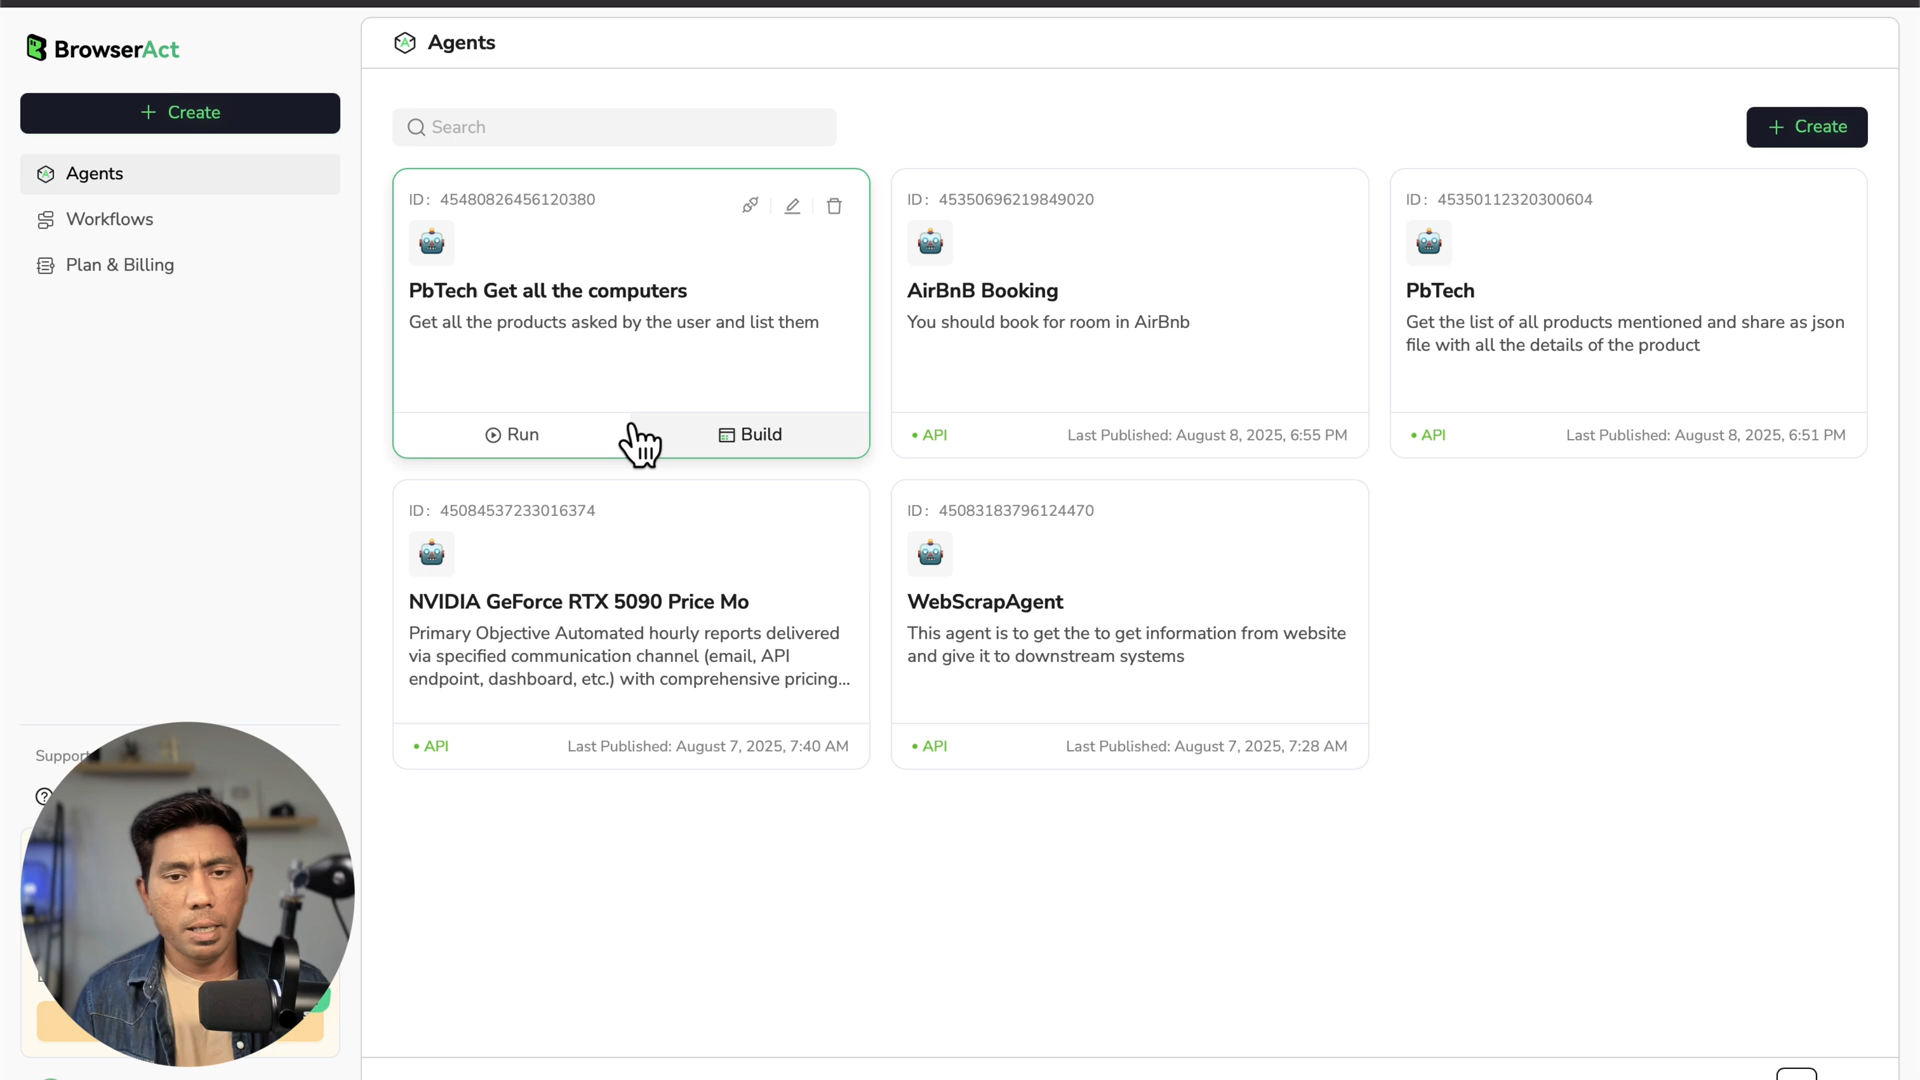 BrowserAct
+ Create
Agents
Workflows
Plan & Billing
Support
Agents
Search
+ Create
ID: 45480826456120380
PbTech Get all the computers
Get all the products asked by the user and list them
Run
Build
ID: 45350696219849020
AirBnB Booking
You should book for room in AirBnb
• API
Last Published: August 8, 2025, 6:55 PM
ID: 45350112320300604
PbTech
Get the list of all products mentioned and share as json
file with all the details of the product
• API
Last Published: August 8, 2025, 6:51 PM
ID: 45084537233016374
NVIDIA GeForce RTX 5090 Price Mo
Primary Objective Automated hourly reports delivered
via specified communication channel (email, API
endpoint, dashboard, etc.) with comprehensive pricing...
• API
Last Published: August 7, 2025, 7:40 AM
ID: 45083183796124470
WebScrapAgent
This agent is to get the to get information from website
and give it to downstream systems
• API
Last Published: August 7, 2025, 7:28 AM